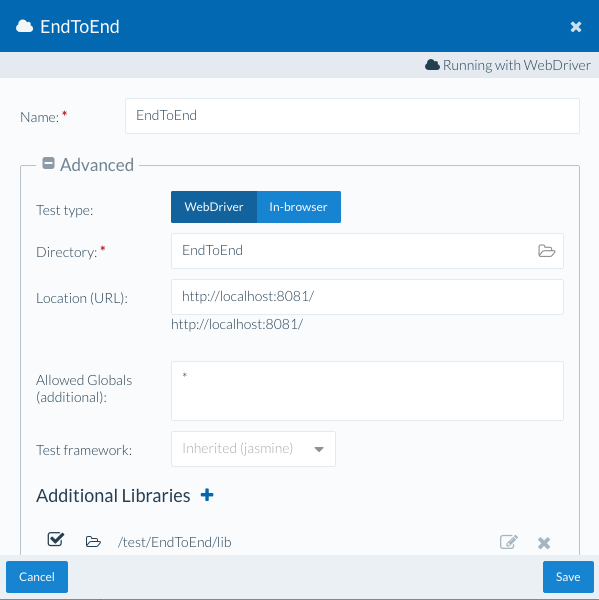 EndToEnd
Running with WebDriver
Name: *
EndToEnd
Advanced
Test type:
WebDriver
In-browser
Directory: *
EndToEnd
Location (URL):
http://localhost:8081/
http://localhost:8081/
Allowed Globals
(additional):
*
Test framework:
Inherited (jasmine)
Additional Libraries
/test/EndToEnd/lib
Cancel
Save